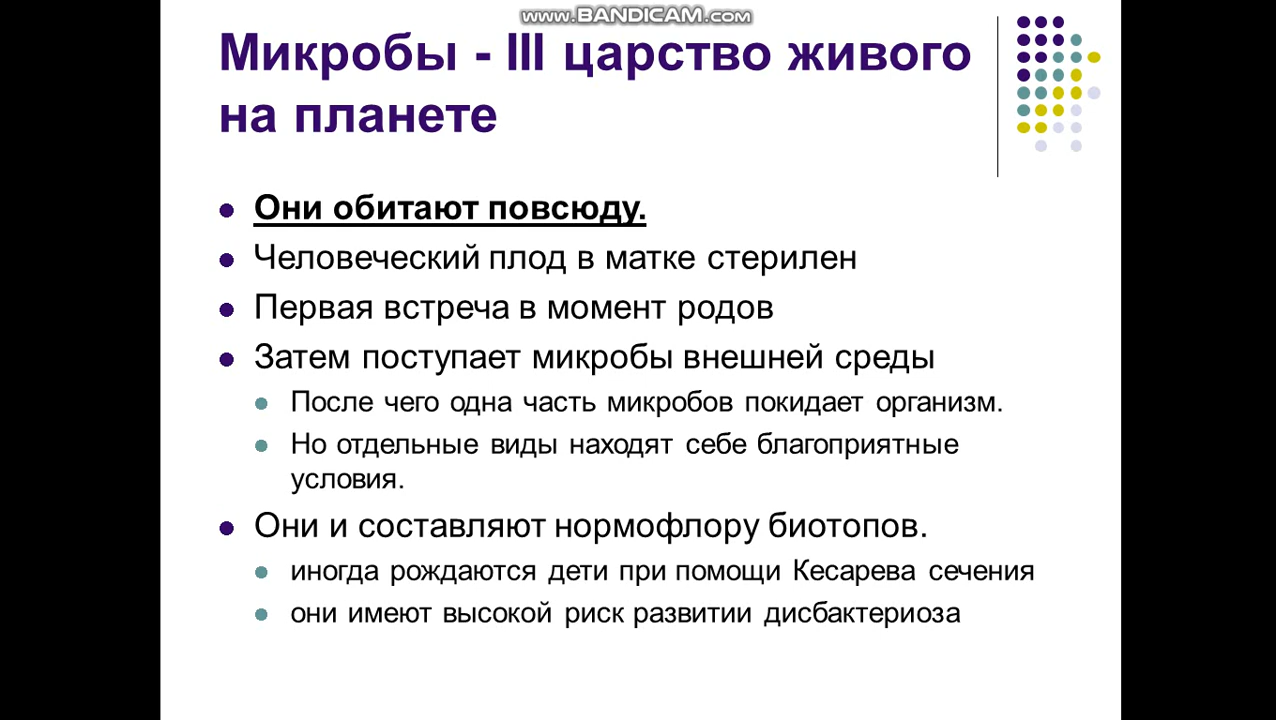 www.BANDICAM.com
Микробы - III царство живого
на планете
Они обитают повсюду.
Человеческий плод в матке стерилен
Первая встреча в момент родов
Затем поступает микробы внешней среды
После чего одна часть микробов покидает организм.
Но отдельные виды находят себе благоприятные
условия.
Они и составляют нормофлору биотопов.
иногда рождаются дети при помощи Кесарева сечения
они имеют высокой риск развитии дисбактериоза